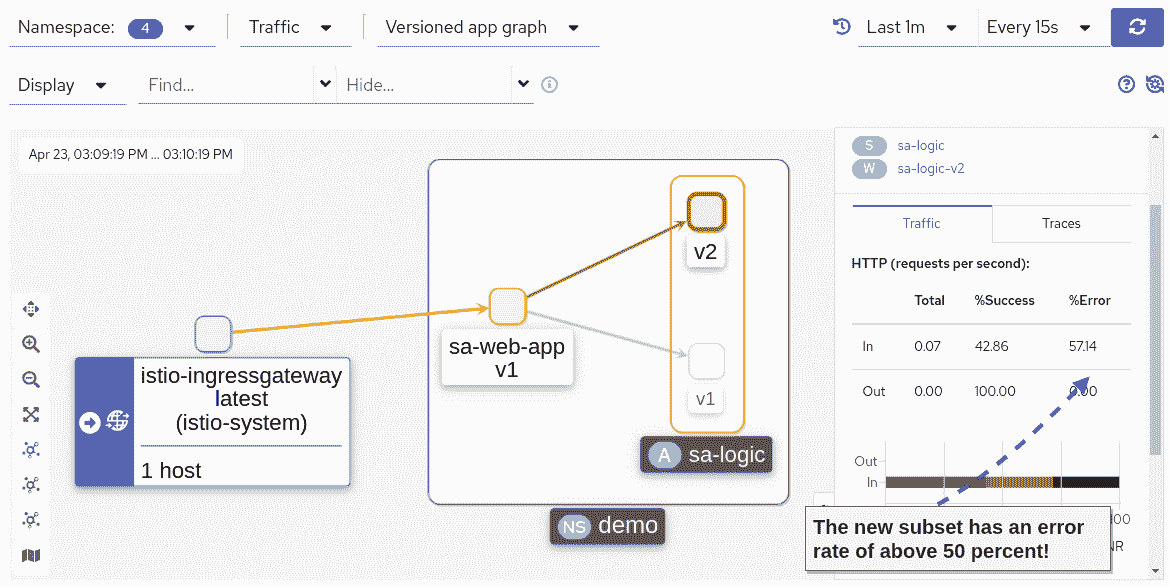 Namespace: 4 Traffic Versioned app graph Last 1m Every 15s
Display Find... Hide...
Apr 23, 03:09:19 PM ... 03:10:19 PM
S sa-logic
W sa-logic-v2
Traffic Traces
HTTP (requests per second):
Total %Success %Error
In 0.07 42.86 57.14
Out 0.00 100.00 0.00
Out
In
v2
sa-web-app
v1
v1
istio-ingressgateway
latest
(istio-system)
1 host
A sa-logic
NS demo
The new subset has an error
rate of above 50 percent!